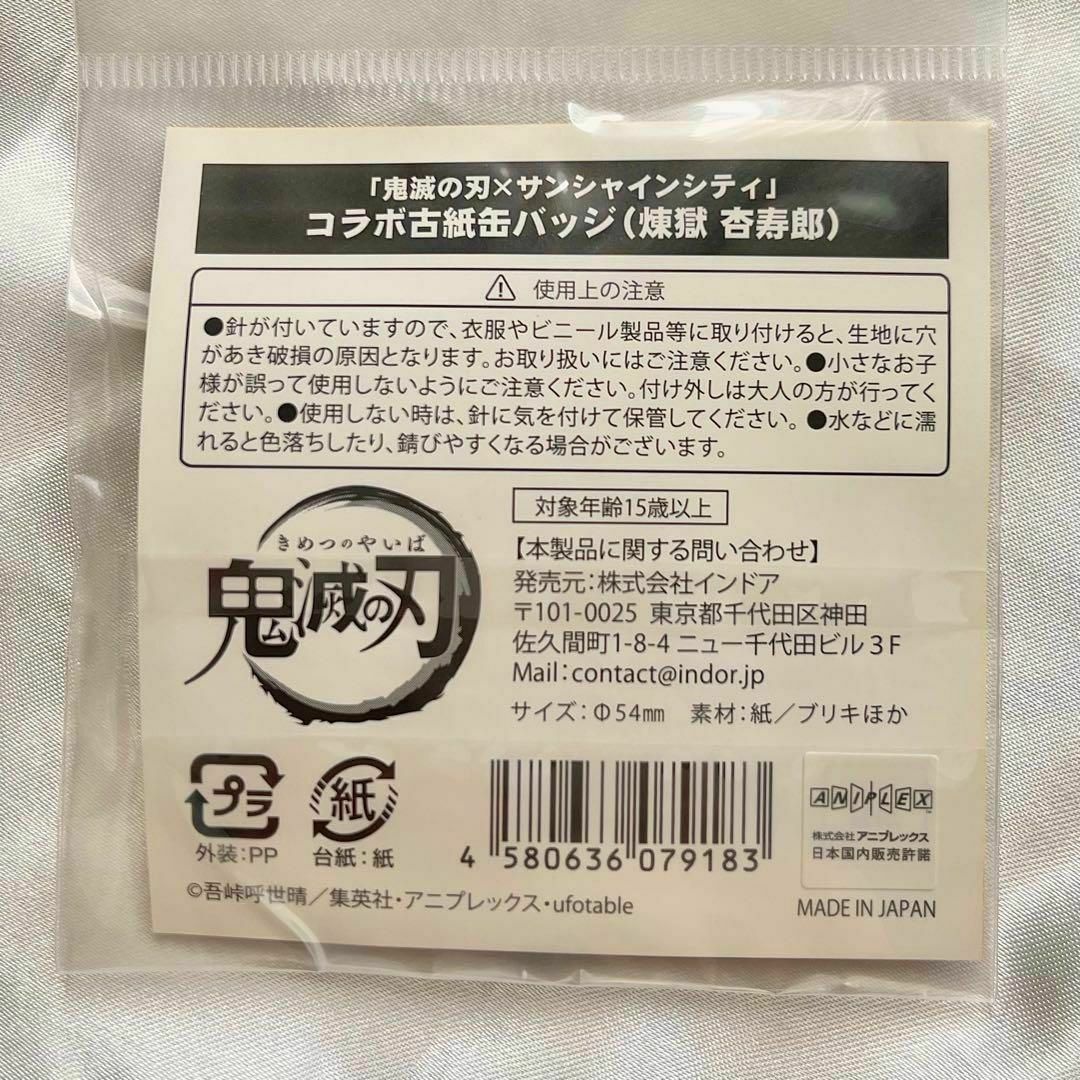 「鬼滅の刃×サンシャインシティ」
コラボ古紙缶バッジ（煉獄 杏寿郎）
使用上の注意
●針が付いていますので、衣服やビニール製品等に取り付けると、生地に穴
があき破損の原因となります。お取り扱いにはご注意ください。●小さなお子
様が誤って使用しないようにご注意ください。付け外しは大人の方が行ってく
ださい。●使用しない時は、針に気を付けて保管してください。●水などに濡
れると色落ちしたり、錆びやすくなる場合がございます。
きめつのやいば
鬼滅の刃
対象年齢15歳以上
【本製品に関する問い合わせ】
発売元：株式会社インドア
〒101-0025 東京都千代田区神田
佐久間町1-8-4 ニュー千代田ビル３F
Mail：contact@indor.jp
サイズ：Φ54㎜ 素材：紙／ブリキほか
プラ
外装：PP
紙
台紙：紙
4 580636 079183
ANIPLEX
株式会社 アニプレックス
日本国内販売許諾
©吾峠呼世晴／集英社・アニプレックス・ufotable
MADE IN JAPAN